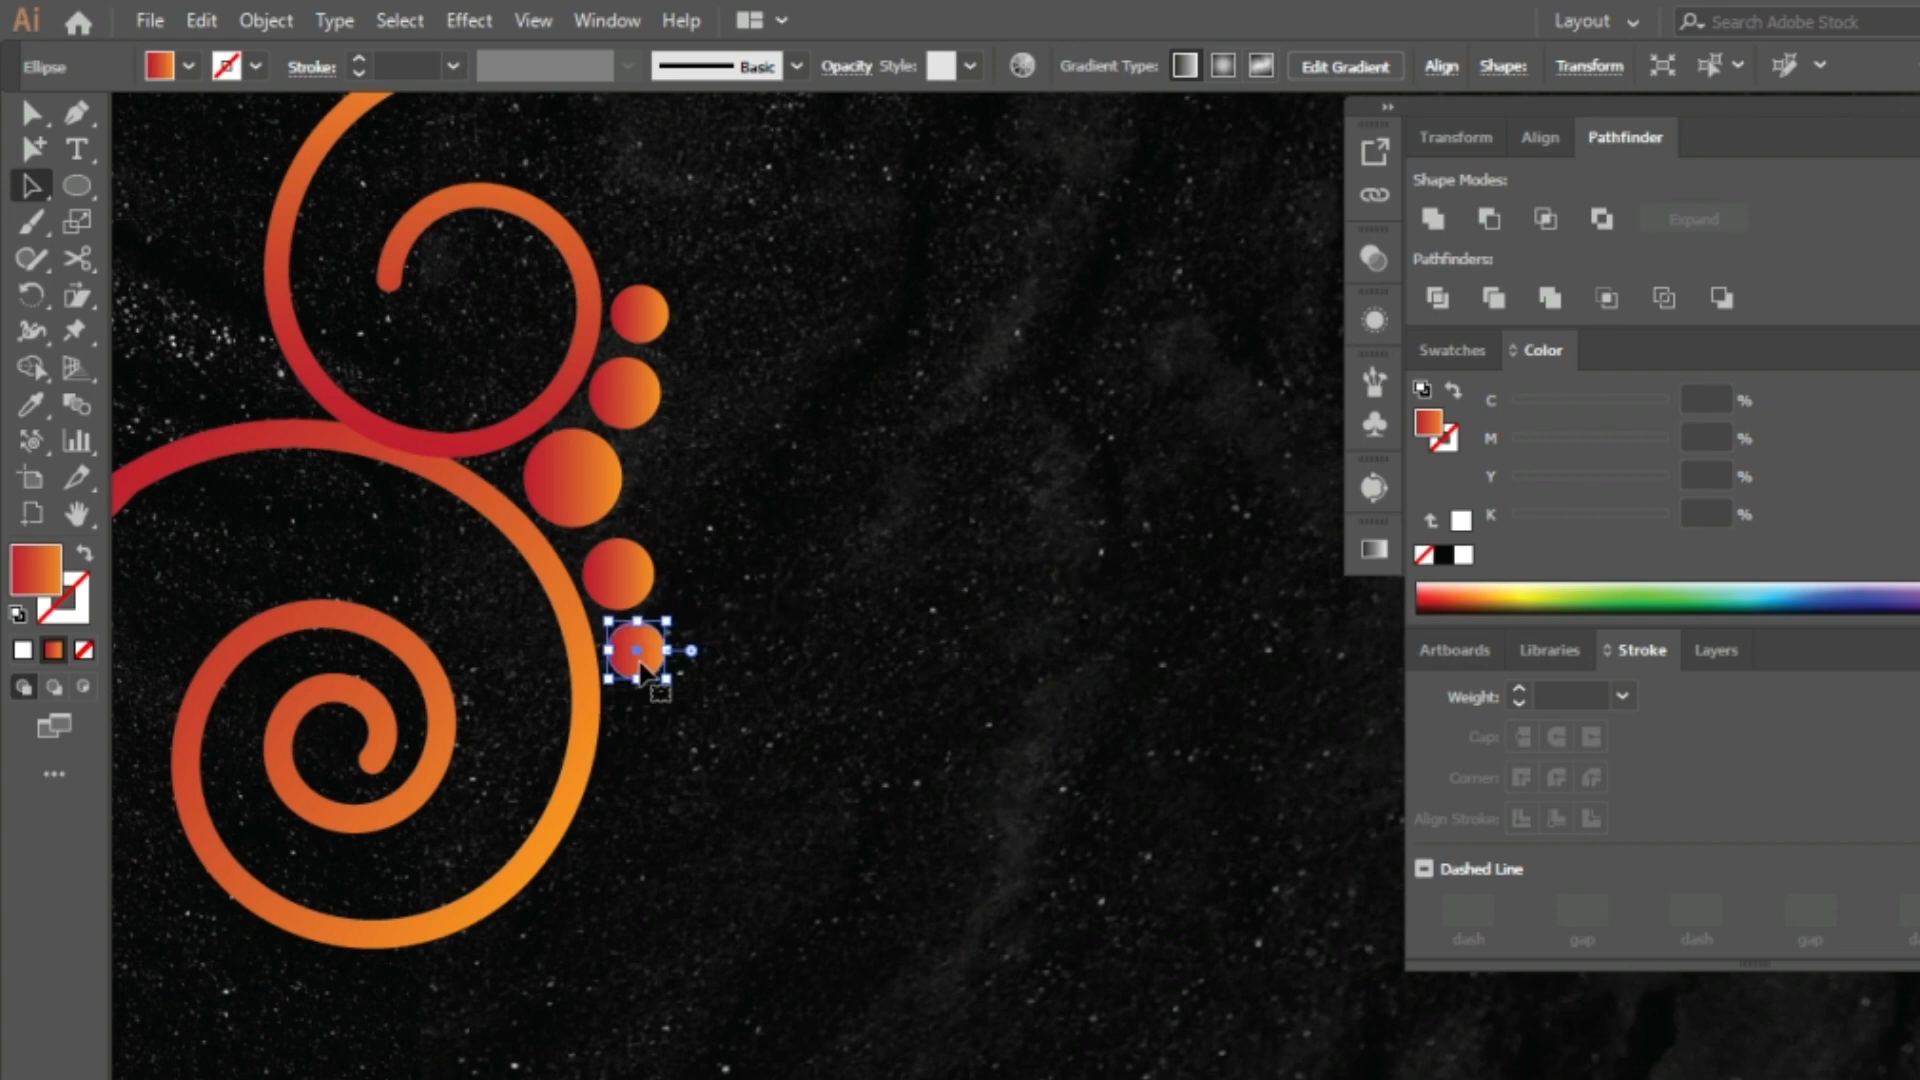 Ai File Edit Object Type Select Effect View Window Help Layout Search Adobe Stock
Ellipse Stroke: Basic Opacity Style: Gradient Type: Edit Gradient Align Shape: Transform
Transform Align Pathfinder
Shape Modes:
Expand
Pathfinders:
Swatches Color
C %
M %
Y %
K %
Artboards Libraries Stroke Layers
Weight:
Cap:
Corner:
Align Stroke:
Dashed Line
dash gap dash gap